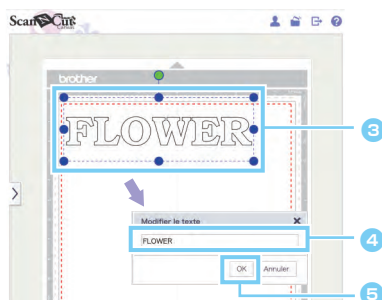 ScanNCut
Canvas
brother
FLOWER
3
Modifier le texte
FLOWER
4
OK
Annuler
5